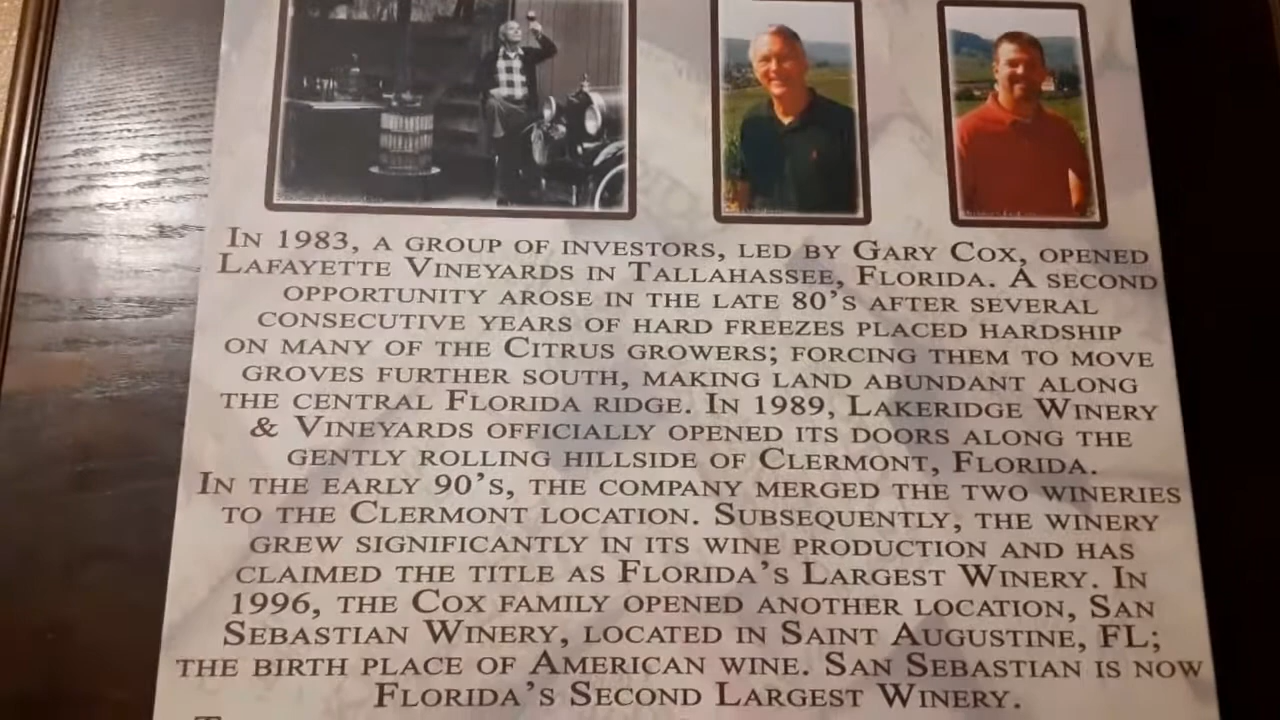 In 1983, a group of investors, led by Gary Cox, opened
Lafayette Vineyards in Tallahassee, Florida. A second
opportunity arose in the late 80's after several
consecutive years of hard freezes placed hardship
on many of the Citrus growers; forcing them to move
groves further south, making land abundant along
the central Florida ridge. In 1989, Lakeridge Winery
& Vineyards officially opened its doors along the
gently rolling hillside of Clermont, Florida.
In the early 90's, the company merged the two wineries
to the Clermont location. Subsequently, the winery
grew significantly in its wine production and has
claimed the title as Florida's Largest Winery. In
1996, the Cox family opened another location, San
Sebastian Winery, located in Saint Augustine, FL;
the birth place of American wine. San Sebastian is now
Florida's Second Largest Winery.